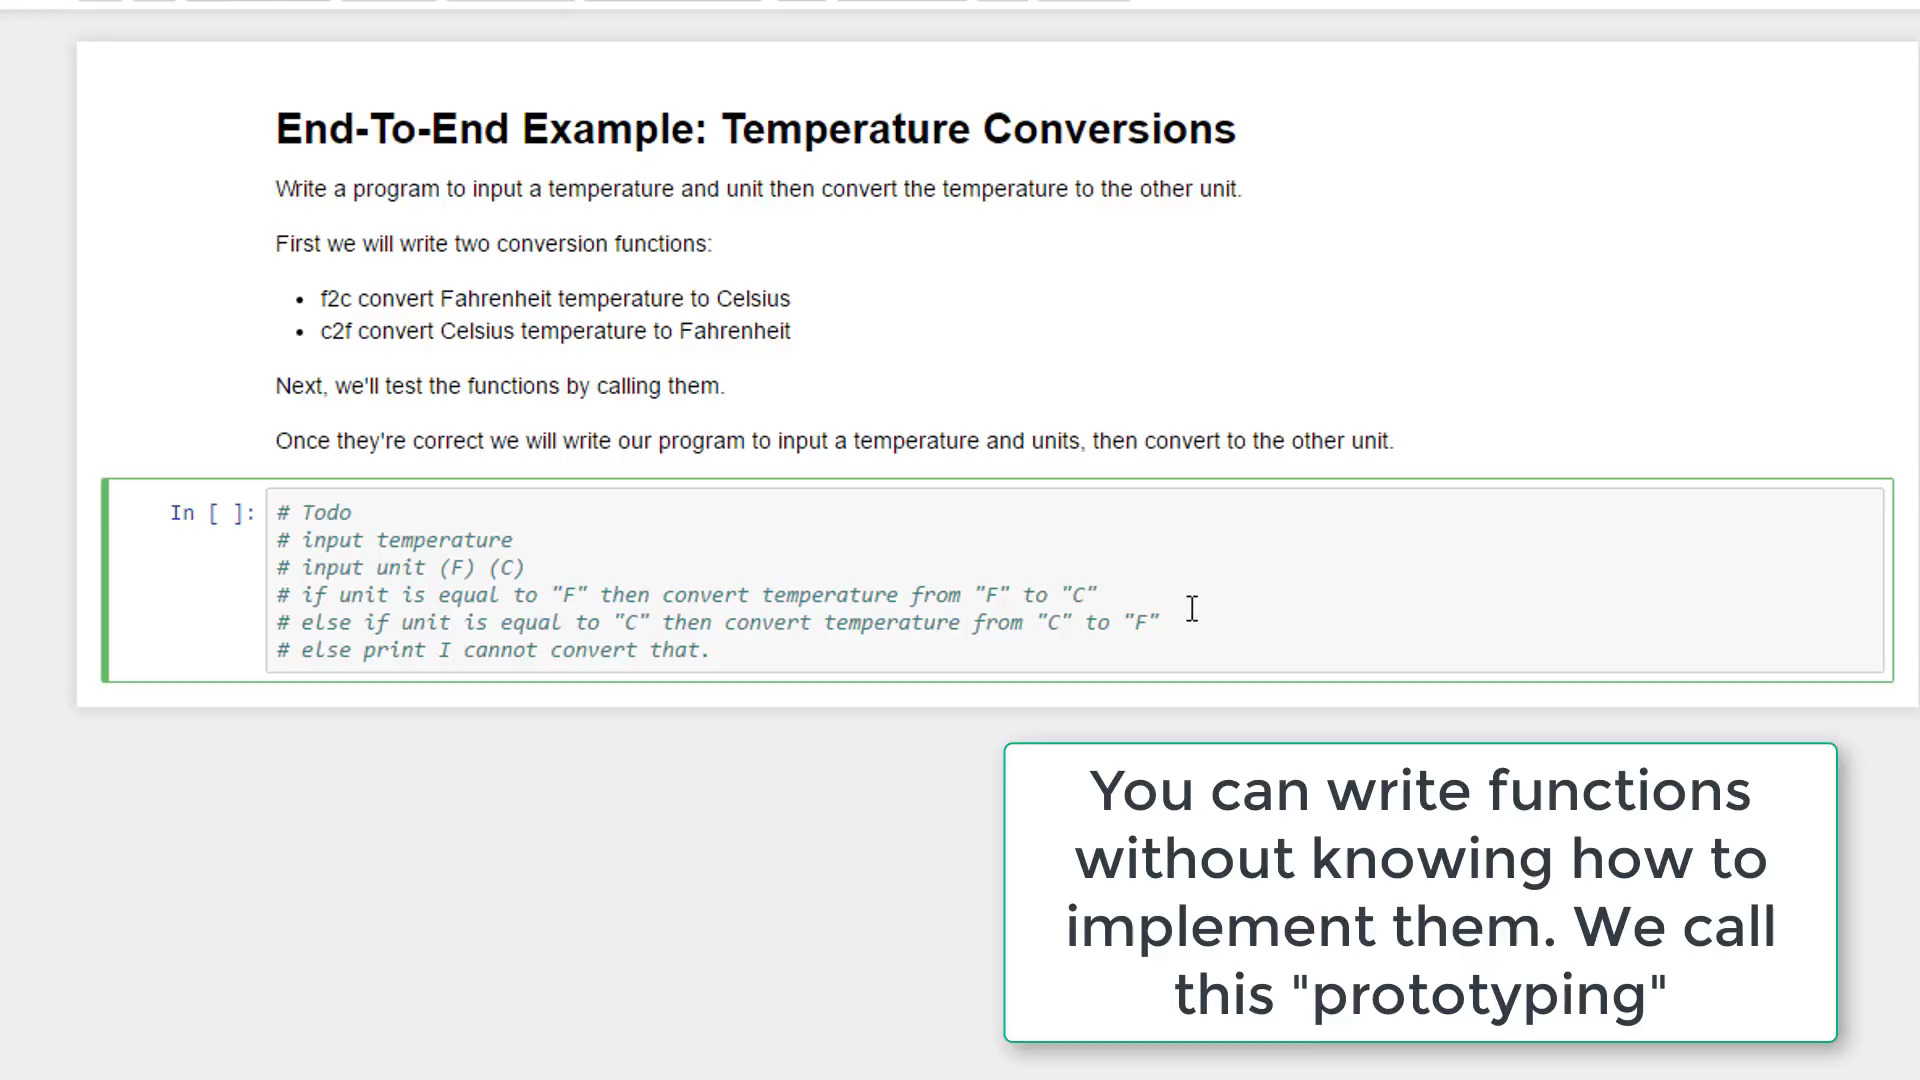 End-To-End Example: Temperature Conversions
Write a program to input a temperature and unit then convert the temperature to the other unit.
First we will write two conversion functions:
• f2c convert Fahrenheit temperature to Celsius
• c2f convert Celsius temperature to Fahrenheit
Next, we'll test the functions by calling them.
Once they're correct we will write our program to input a temperature and units, then convert to the other unit.
In [ ]:
# Todo
# input temperature
# input unit (F) (C)
# if unit is equal to "F" then convert temperature from "F" to "C"
# else if unit is equal to "C" then convert temperature from "C" to "F"
# else print I cannot convert that.
You can write functions
without knowing how to
implement them. We call
this "prototyping"